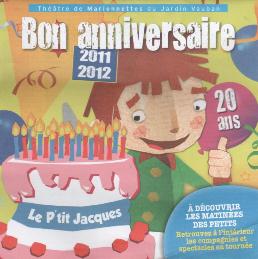 Théâtre de Marionnettes du Jardin Vauban
Bon anniversaire
2011
2012
20
ans
Le P'tit Jacques
À DÉCOUVRIR
LES MATINÉES
DES PETITS
Retrouvez à l'intérieur
les compagnies et
spectacles en tournée